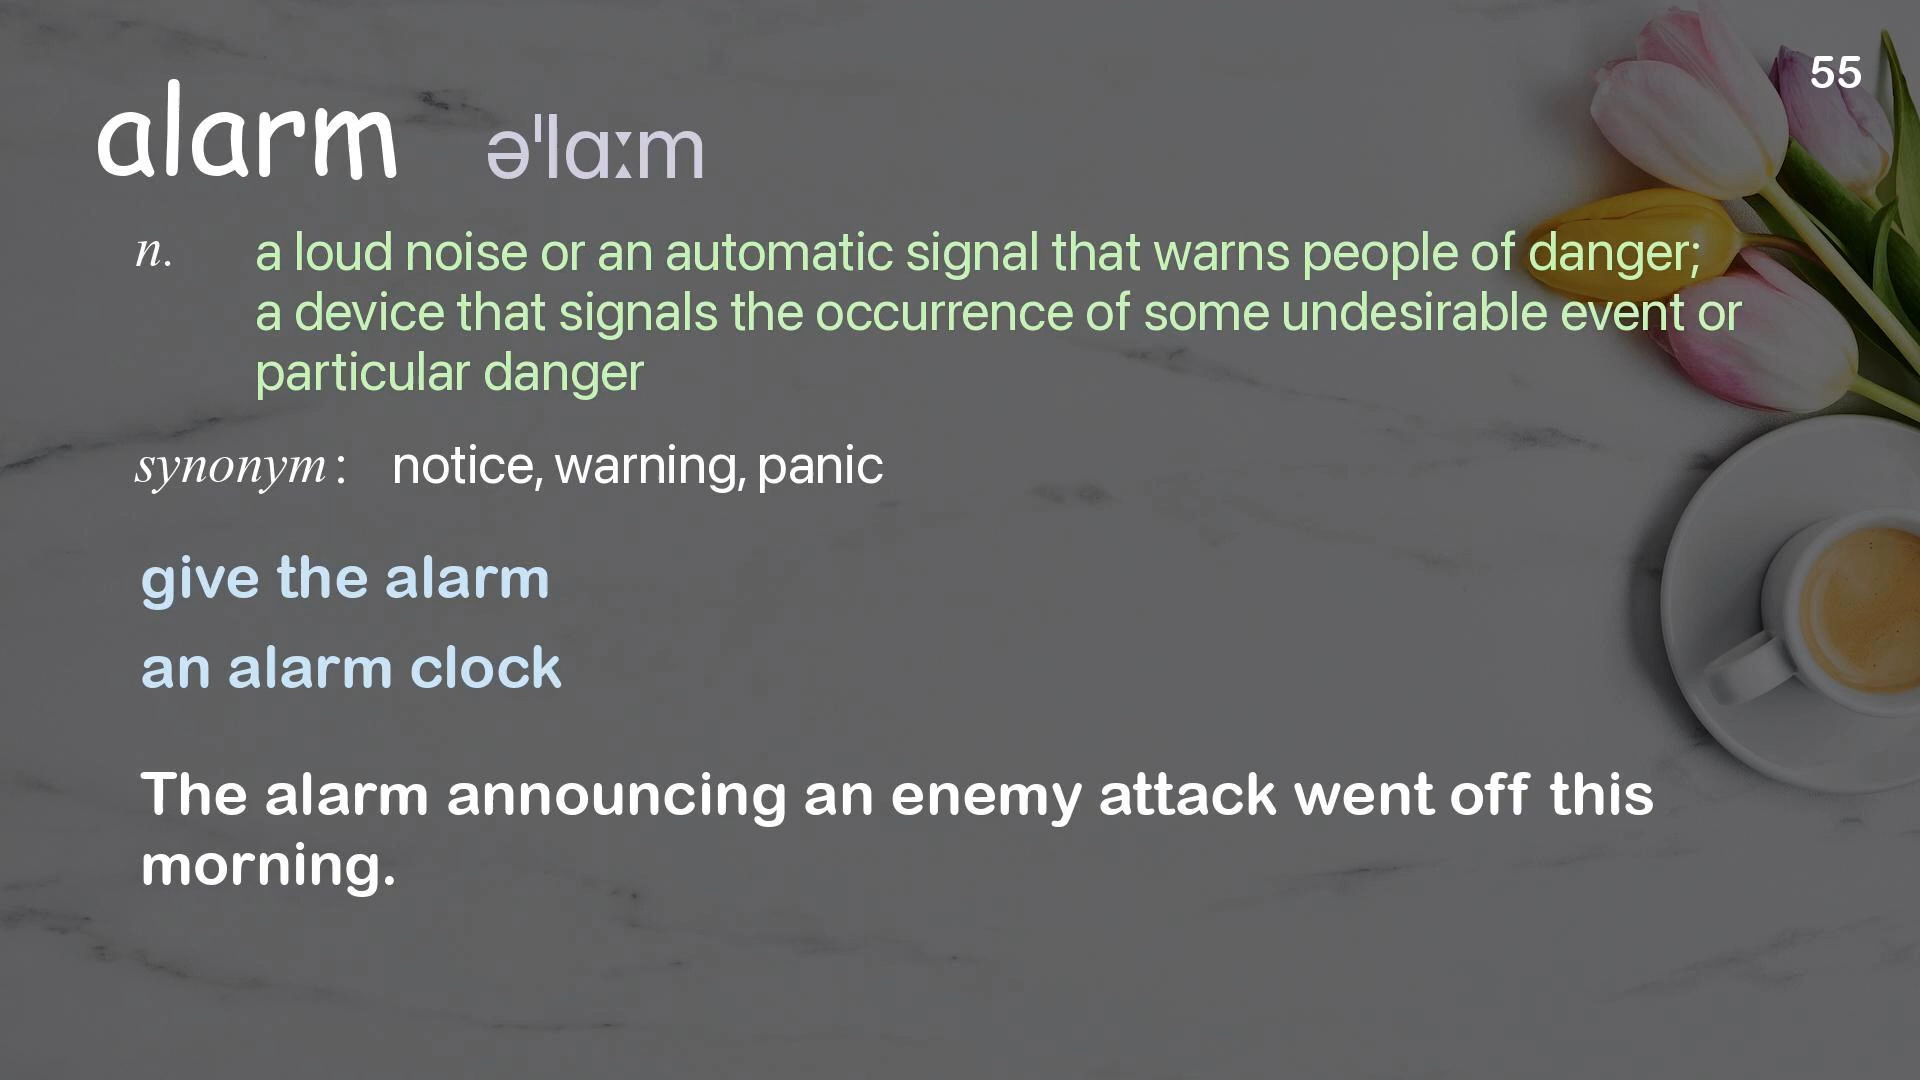 55
alarm əˈlɑːm
n. a loud noise or an automatic signal that warns people of danger;
a device that signals the occurrence of some undesirable event or
particular danger
synonym: notice, warning, panic
give the alarm
an alarm clock
The alarm announcing an enemy attack went off this
morning.